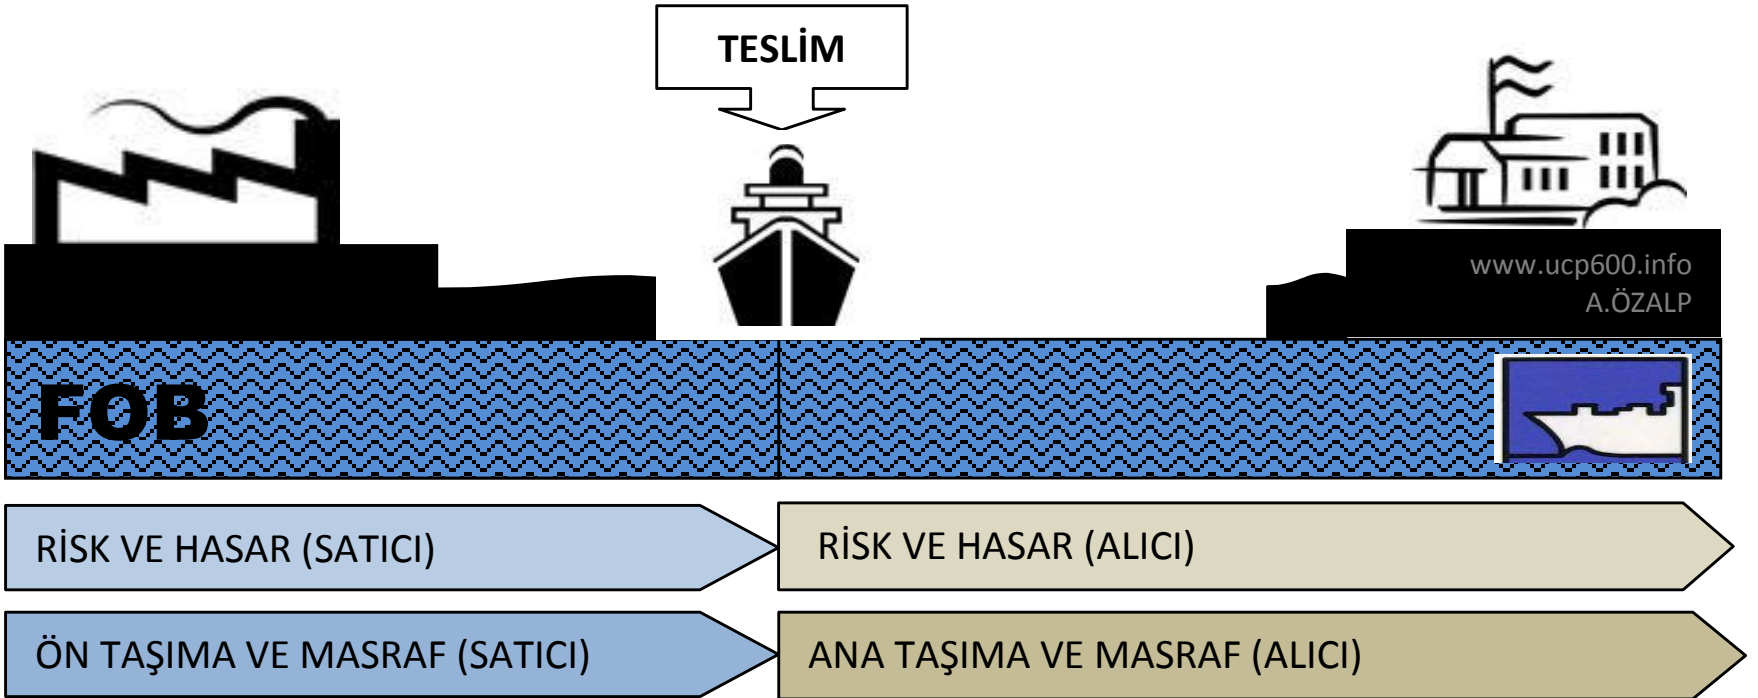 TESLİM
www.ucp600.info
A.ÖZALP
FOB
RİSK VE HASAR (SATICI)
RİSK VE HASAR (ALICI)
ÖN TAŞIMA VE MASRAF (SATICI)
ANA TAŞIMA VE MASRAF (ALICI)